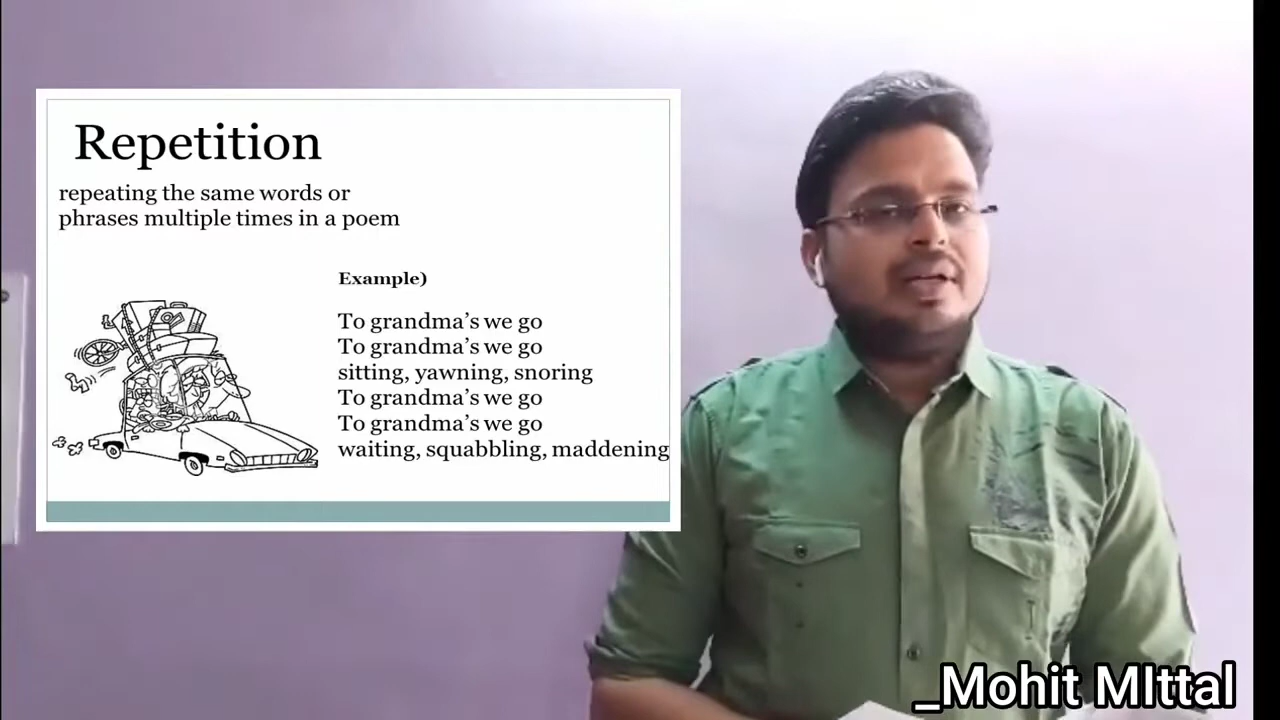 Repetition
repeating the same words or
phrases multiple times in a poem
Example)
To grandma’s we go
To grandma’s we go
sitting, yawning, snoring
To grandma’s we go
To grandma’s we go
waiting, squabbling, maddening
_Mohit MIttal